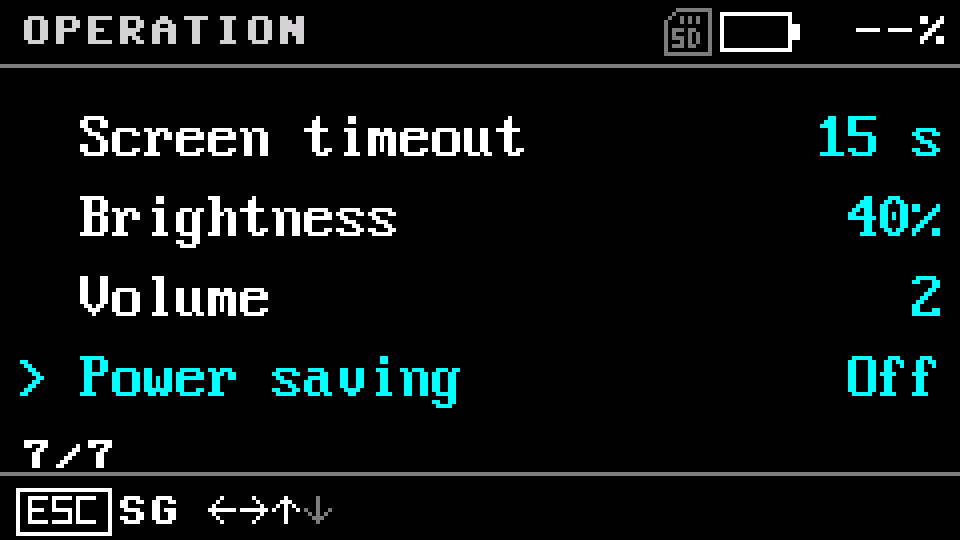 OPERATION SD --%
Screen timeout 15 s
Brightness 40%
Volume 2
> Power saving Off
7/7
ESC SG ←→↑↓